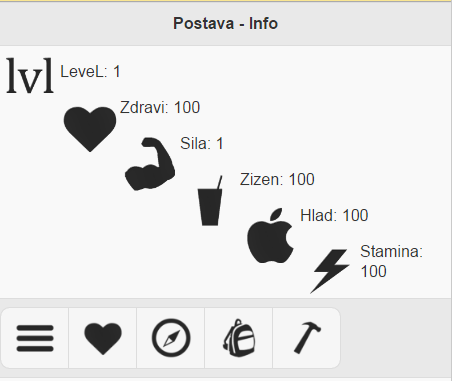 Postava - Info
lvl LeveL: 1
Zdravi: 100
Sila: 1
Zizen: 100
Hlad: 100
Stamina:
100